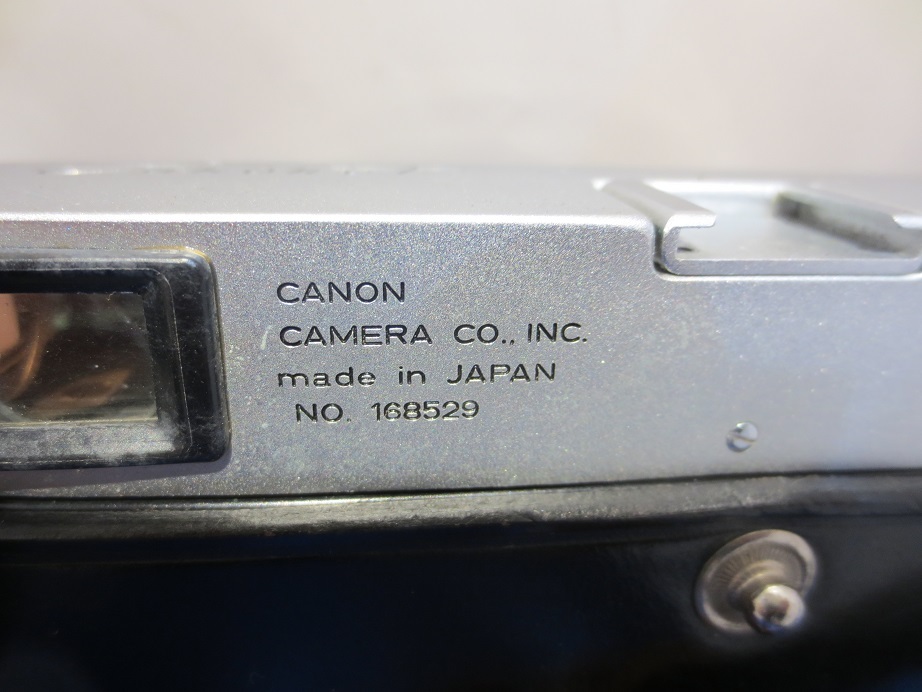 CANON
CAMERA CO., INC.
made in JAPAN
NO. 168529